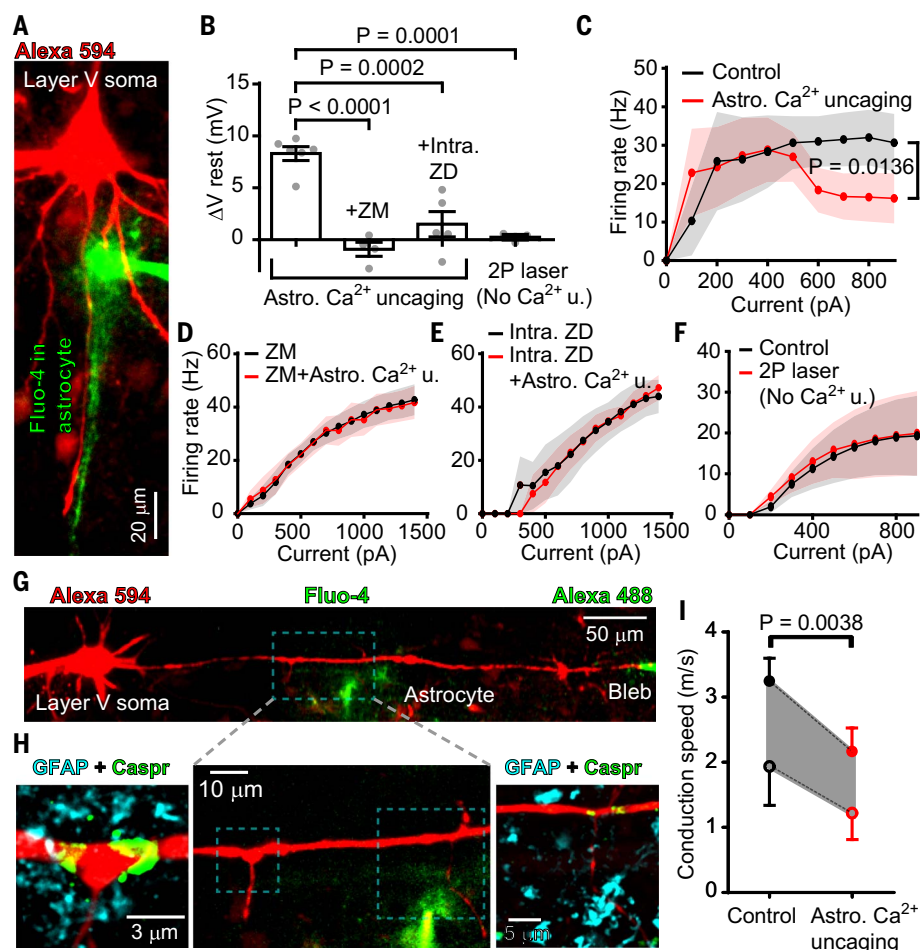 A
Alexa 594
Layer V soma
Fluo-4 in
astrocyte
20 μm
B
P = 0.0001
P = 0.0002
P < 0.0001
ΔV rest (mV)
15
10
5
0
-5
+ZM
+Intra.
ZD
Astro. Ca²⁺ uncaging
2P laser
(No Ca²⁺ u.)
C
Control
Astro. Ca²⁺ uncaging
P = 0.0136
Firing rate (Hz)
50
40
30
20
10
0
0 200 400 600 800
Current (pA)
D
ZM
ZM+Astro. Ca²⁺ u.
Firing rate (Hz)
60
40
20
0
0 500 1000 1500
Current (pA)
E
Intra. ZD
Intra. ZD
+Astro. Ca²⁺ u.
60
40
20
0
0 500 1000 1500
Current (pA)
F
Control
2P laser
(No Ca²⁺ u.)
40
20
0
0 400 800
Current (pA)
G
Alexa 594 Fluo-4 Alexa 488
50 μm
Layer V soma
Astrocyte
Bleb
H
GFAP + Caspr
3 μm
10 μm
GFAP + Caspr
5 μm
I
P = 0.0038
Conduction speed (m/s)
4
3
2
1
0
Control
Astro. Ca²⁺
uncaging